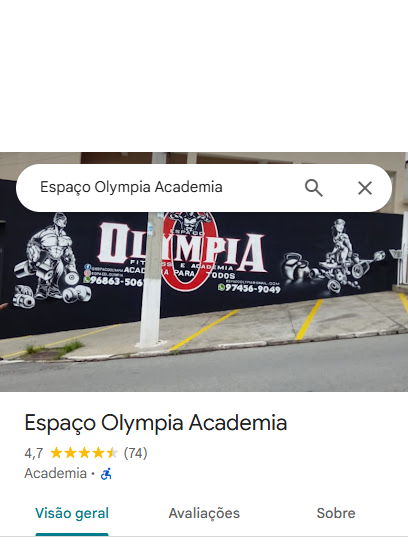 Espaço Olympia Academia
ESPAÇO
OLYMPIA
FITNESS E ACADEMIA
ACADEMIA PARA TODOS
97456-9049
Espaço Olympia Academia
4,7 (74)
Academia ·
Visão geral
Avaliações
Sobre